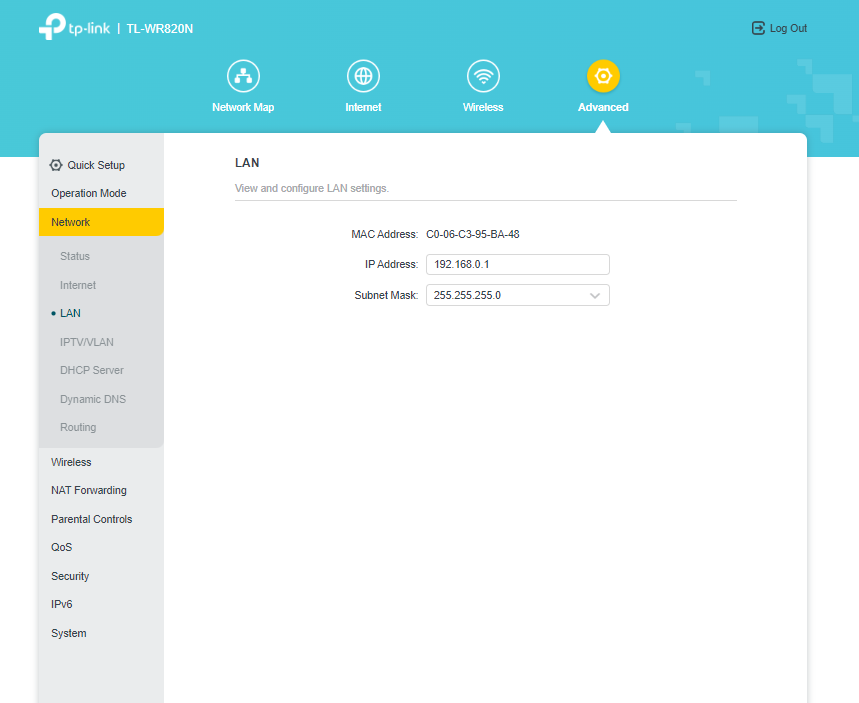 tp-link | TL-WR820N
Log Out
Network Map
Internet
Wireless
Advanced
Quick Setup
Operation Mode
Network
Status
Internet
• LAN
IPTV/VLAN
DHCP Server
Dynamic DNS
Routing
Wireless
NAT Forwarding
Parental Controls
QoS
Security
IPv6
System
LAN
View and configure LAN settings.
MAC Address: C0-06-C3-95-BA-48
IP Address: 192.168.0.1
Subnet Mask: 255.255.255.0